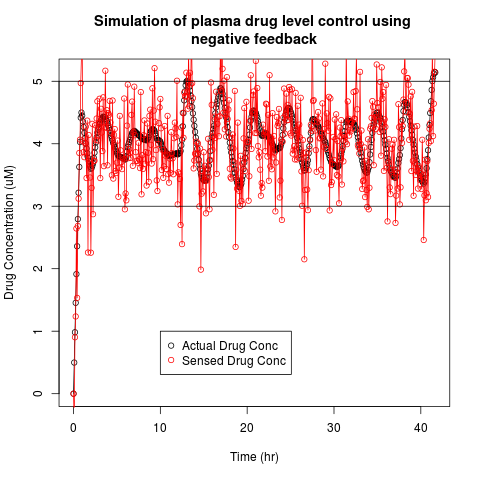 Simulation of plasma drug level control using
negative feedback
Drug Concentration (uM)
5
4
3
2
1
0
Actual Drug Conc
Sensed Drug Conc
0 10 20 30 40
Time (hr)